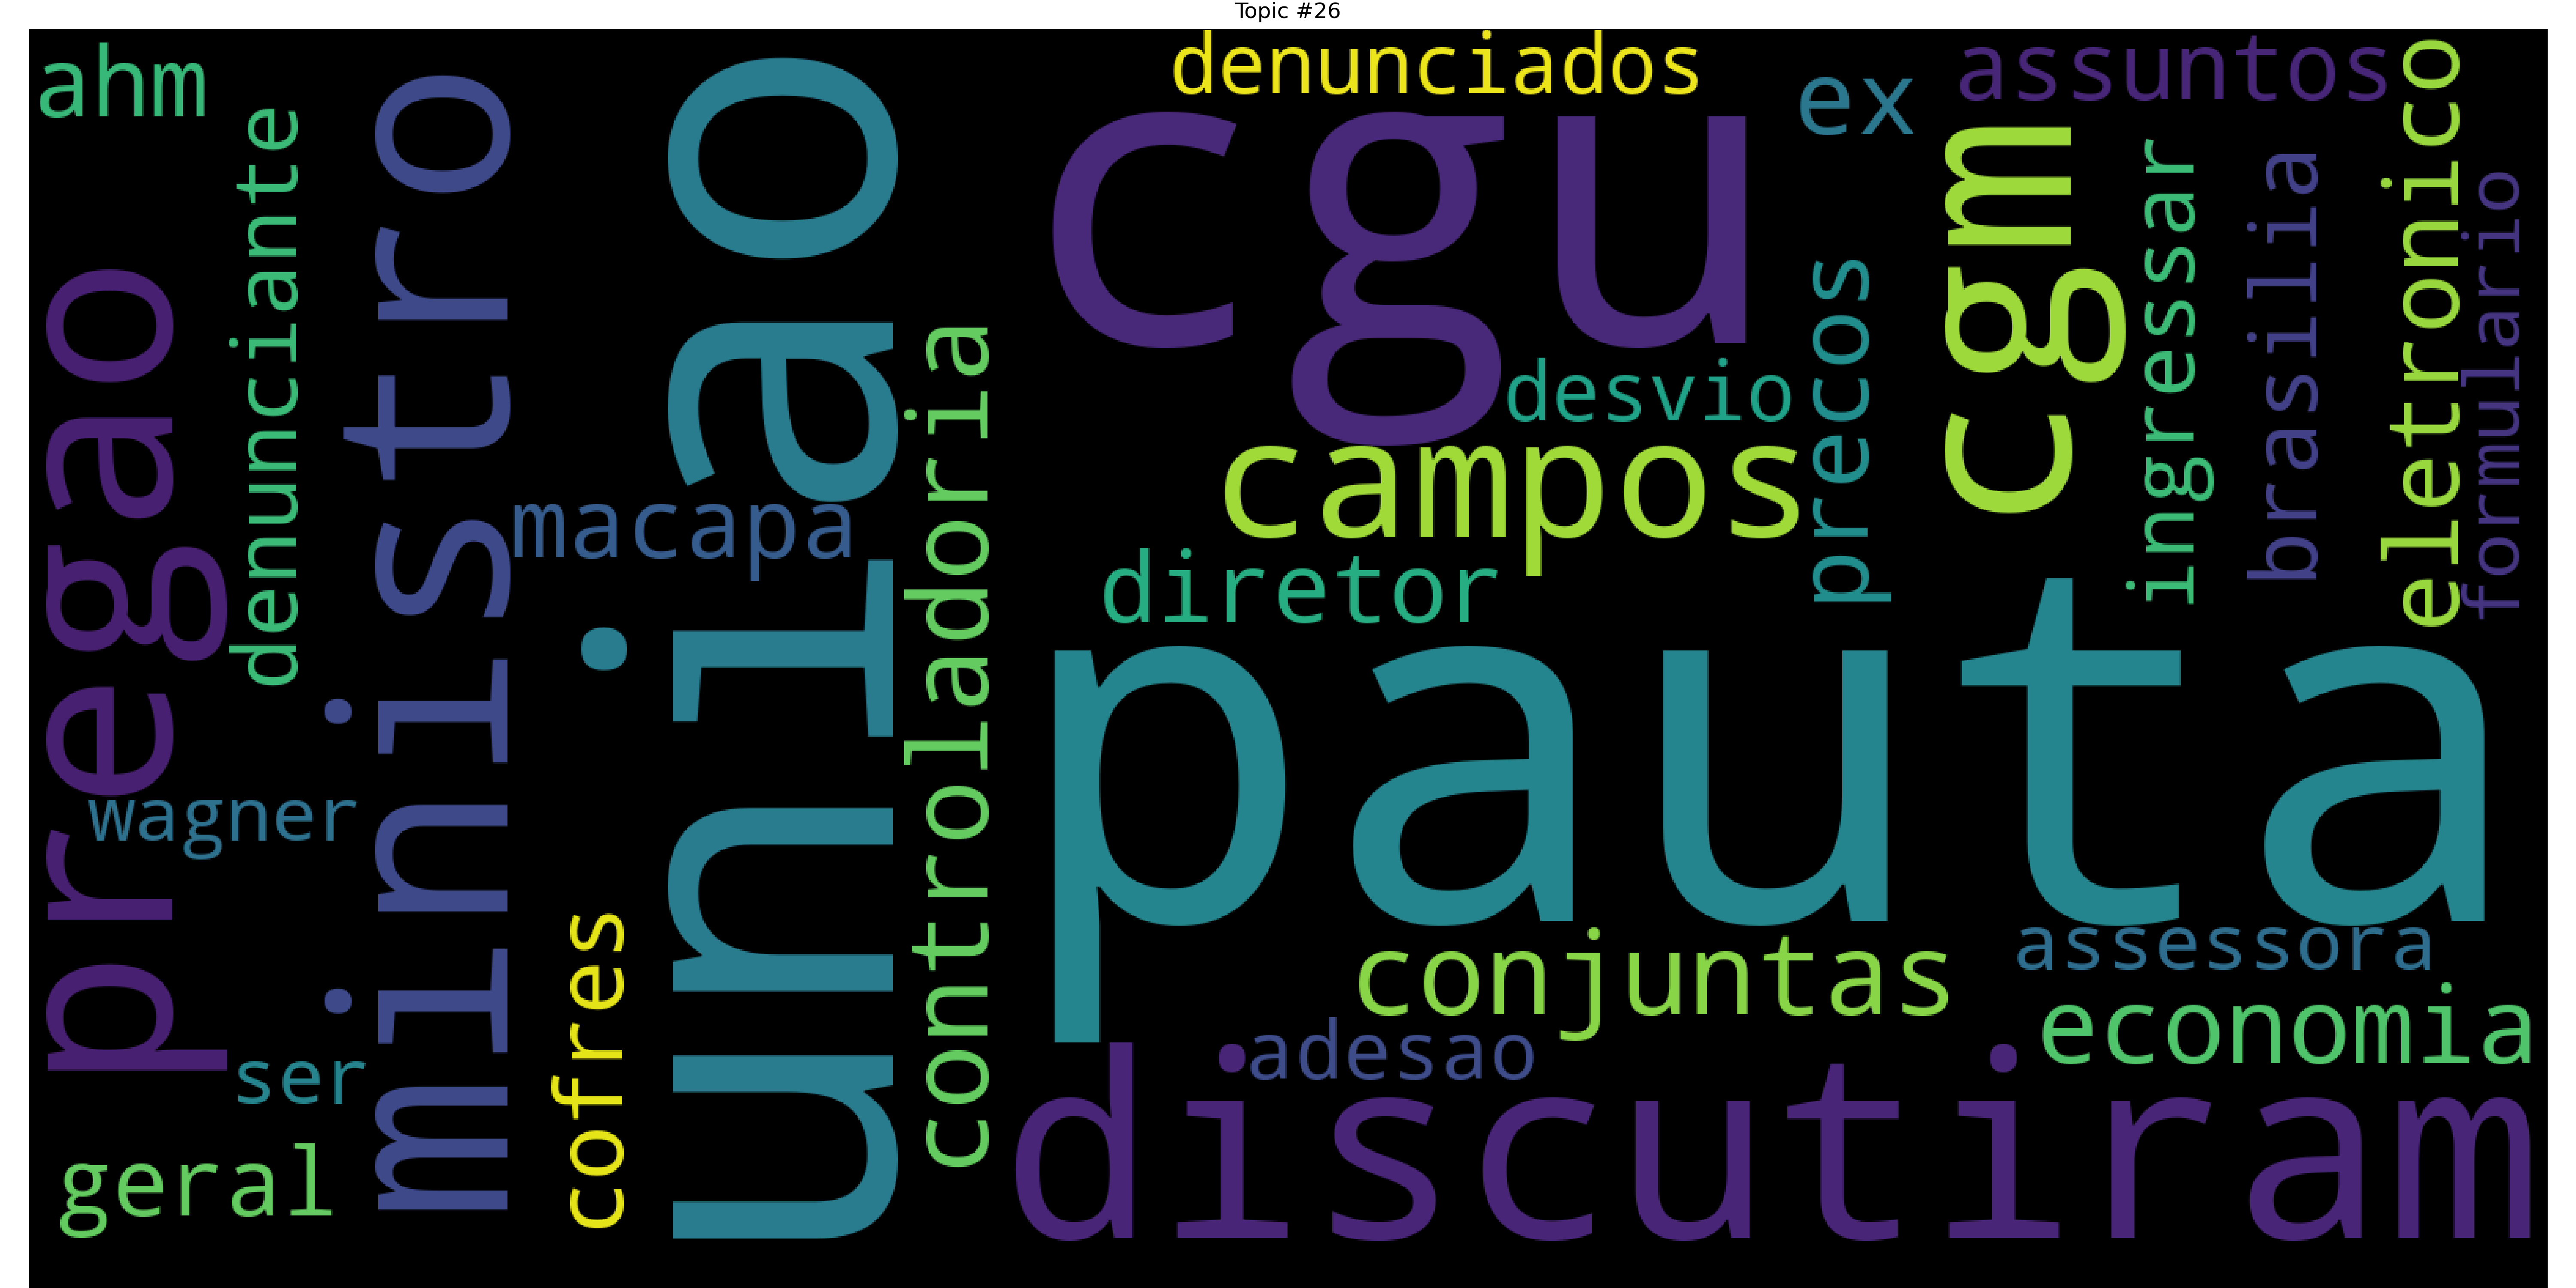 Topic #26
ahm
denunciante
pregao
ministro
uniao
macapa
wagner
ser
geral
cofres
controladoria
denunciados
cgu
ex
assuntos
desvio
campos
precos
cgm
ingressar
brasilia
eletronico
formulario
diretor
pauta
conjuntas
assessora
adesao
economia
discutiram